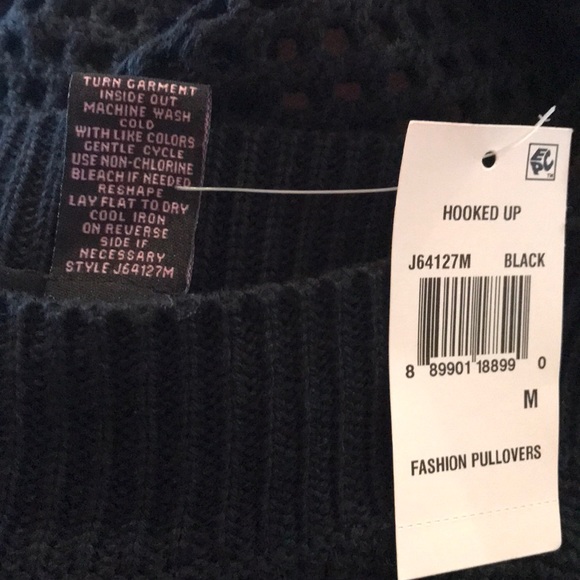 TURN GARMENT
INSIDE OUT
MACHINE WASH
COLD
WITH LIKE COLORS
GENTLE CYCLE
USE NON-CHLORINE
BLEACH IF NEEDED
RESHAPE
LAY FLAT TO DRY
COOL IRON
ON REVERSE
SIDE IF
NECESSARY
STYLE J64127M
EPC
HOOKED UP
J64127M BLACK
8 89901 18899 0
M
FASHION PULLOVERS